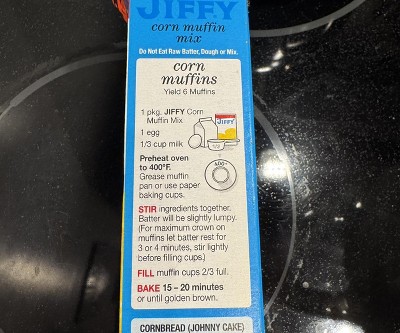 JIFFY
corn muffin
mix
Do Not Eat Raw Batter, Dough or Mix.
corn
muffins
Yield 6 Muffins
1 pkg. JIFFY Corn
Muffin Mix
1 egg
1/3 cup milk
JIFFY
1/3
Preheat oven
to 400°F.
Grease muffin
pan or use paper
baking cups.
400°
STIR ingredients together.
Batter will be slightly lumpy.
(For maximum crown on
muffins let batter rest for
3 or 4 minutes, stir lightly
before filling cups.)
FILL muffin cups 2/3 full.
BAKE 15 – 20 minutes
or until golden brown.
CORNBREAD (JOHNNY CAKE)